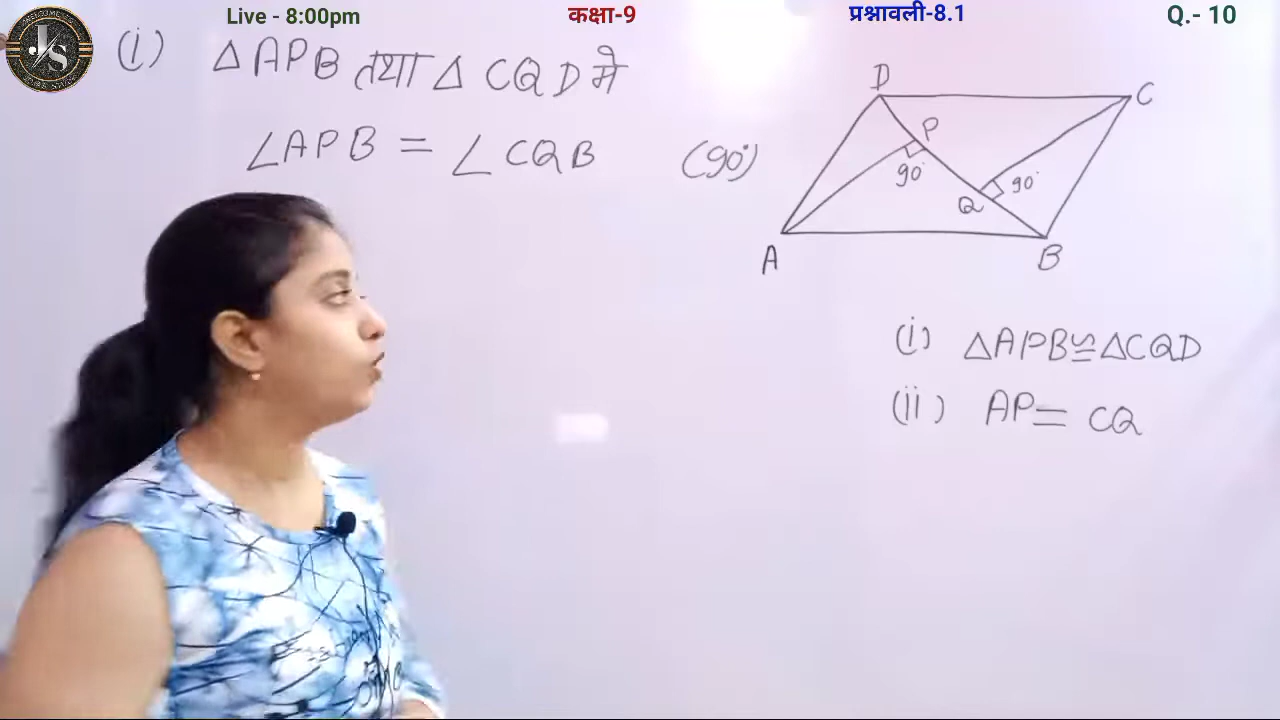 Live - 8:00pm कक्षा-9 प्रश्नावली-8.1 Q.- 10
JS
(i) △APB तथा △ CQD मे
∠APB = ∠CQB (90°)
D C
P
90°
Q 90°
A B
(i) △APB≌△CQD
(ii) AP= CQ